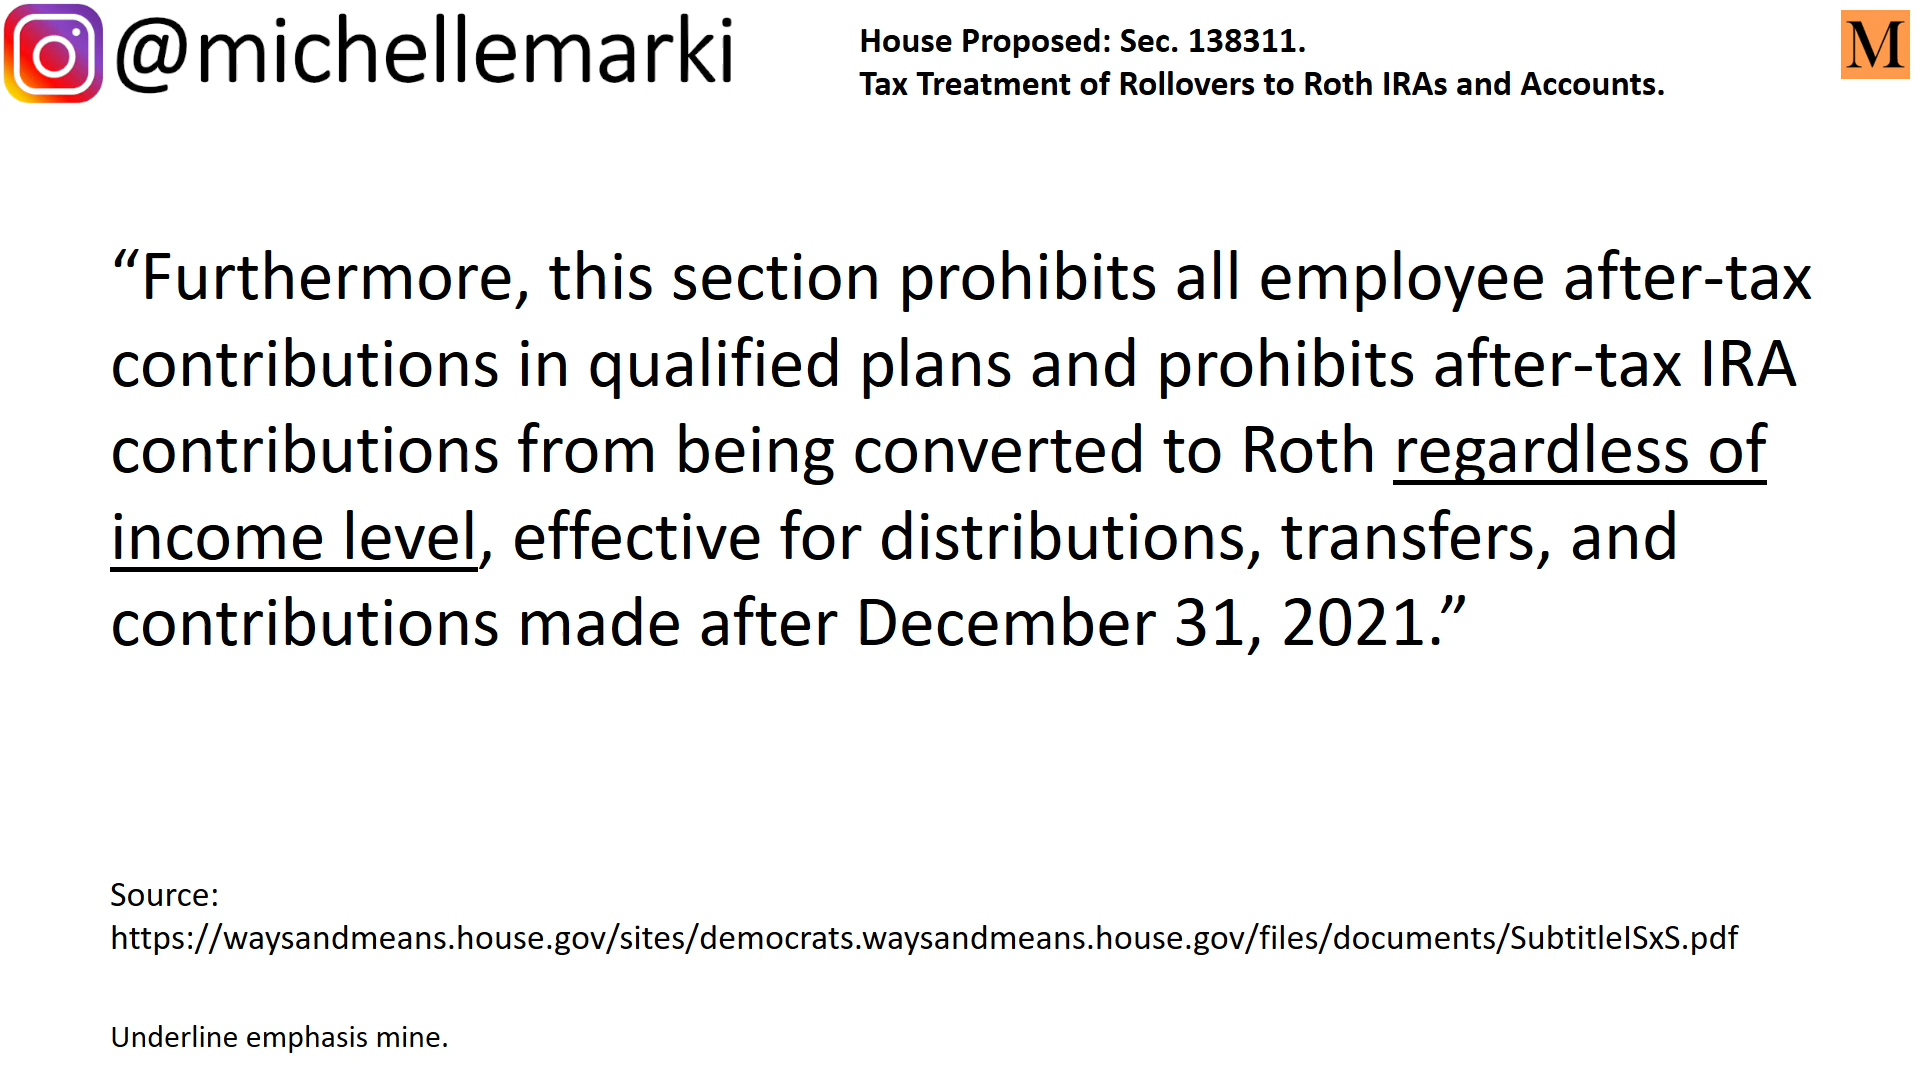 @michellemarki
House Proposed: Sec. 138311.
Tax Treatment of Rollovers to Roth IRAs and Accounts.
M
“Furthermore, this section prohibits all employee after-tax
contributions in qualified plans and prohibits after-tax IRA
contributions from being converted to Roth regardless of
income level, effective for distributions, transfers, and
contributions made after December 31, 2021.”
Source:
https://waysandmeans.house.gov/sites/democrats.waysandmeans.house.gov/files/documents/SubtitleISxS.pdf
Underline emphasis mine.